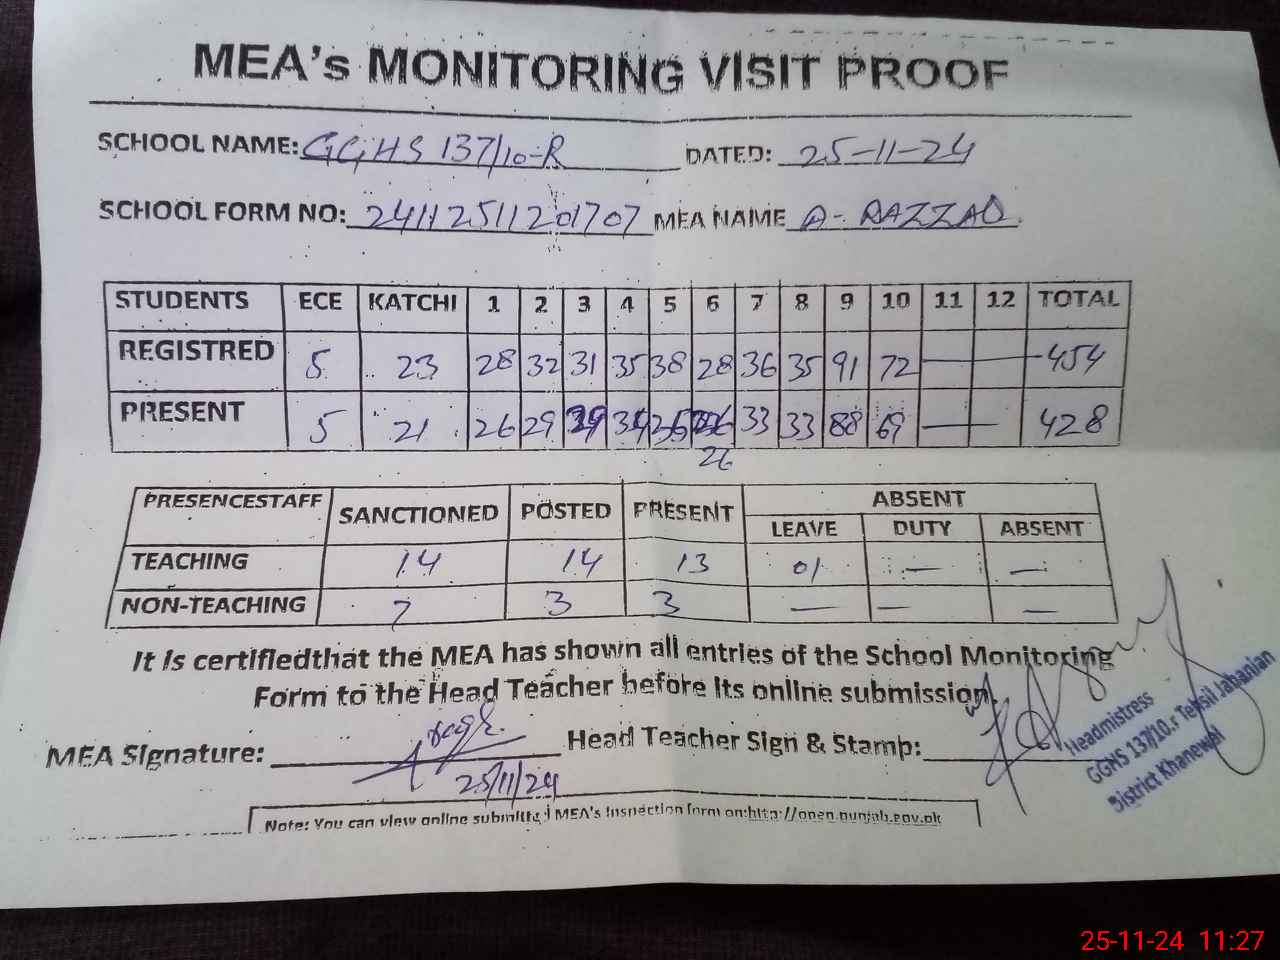 MEA's MONITORING VISIT PROOF
SCHOOL NAME: GGHS 137/10-R DATED: 25-11-24
SCHOOL FORM NO: 24112511201707 MEA NAME A. RAZZAQ
STUDENTS ECE KATCHI 1 2 3 4 5 6 7 8 9 10 11 12 TOTAL
REGISTRED 5 23 28 32 31 35 38 28 36 35 91 72 — — 454
PRESENT 5 21 26 29 34 33 33 88 69 — — 428
26
PRESENCESTAFF SANCTIONED POSTED PRESENT ABSENT
LEAVE DUTY ABSENT
TEACHING 14 14 13 01 — —
NON-TEACHING 7 3 3 — — —
It is certifiedthat the MEA has shown all entries of the School Monitoring
Form to the Head Teacher before its online submission.
MEA Signature: Head Teacher Sign & Stamp:
25/11/24
Headmistress
GGHS 137/10.r Tehsil Jahanian
District Khanewal
Note: You can view online submitted MEA's Inspection form on:http://open.punjab.gov.pk
25-11-24 11:27